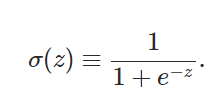 σ(z) ≡ 1 / (1 + e^{−z}).